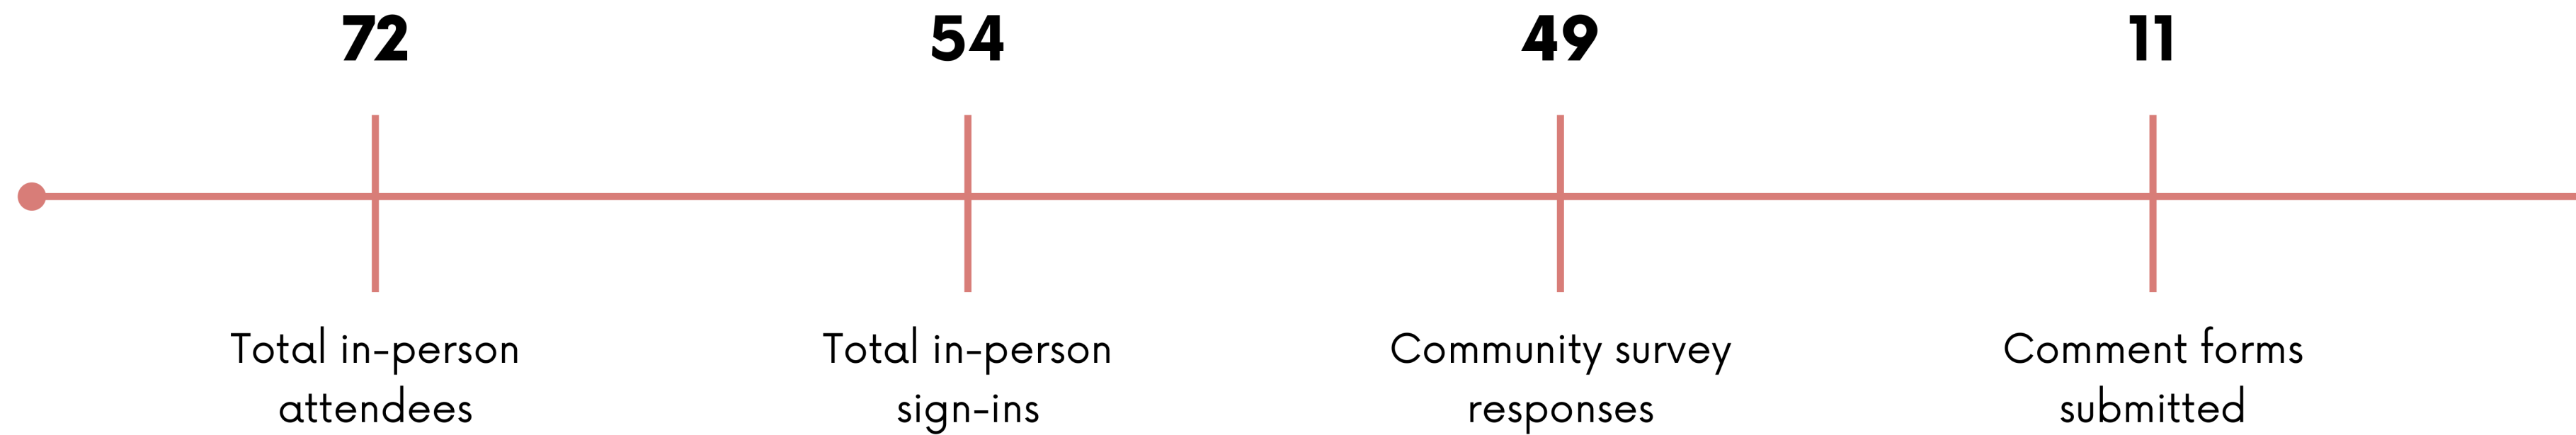 72
Total in-person
attendees
54
Total in-person
sign-ins
49
Community survey
responses
11
Comment forms
submitted